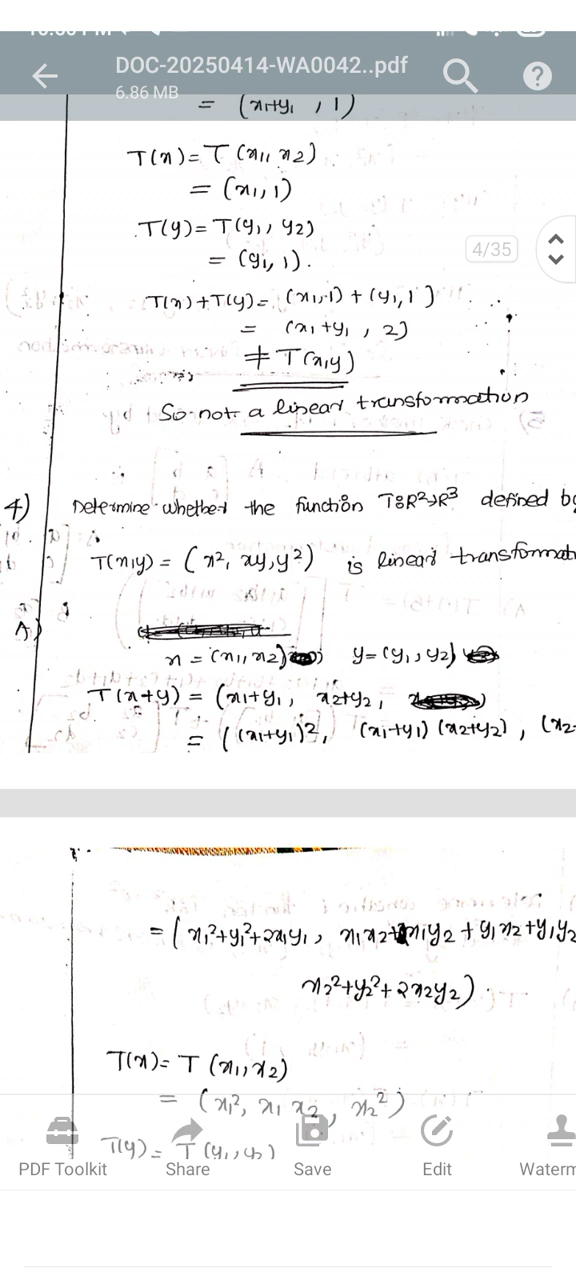 DOC-20250414-WA0042..pdf
6.86 MB
= (x1+y1 , 1)
T(x) = T (x1, x2)
= (x1, 1)
T(y) = T(y1, y2)
= (y1, 1).
4/35
T(x)+T(y) = (x1, 1) + (y1, 1)
= (x1+y1 , 2)
≠ T(x,y)
So not a linear transformation
4) Determine whether the function T:R²→R³ defined by
T(x,y) = (x², xy, y²) is linear transformat
A)
x = (x1, x2) y = (y1, y2)
T(x+y) = (x1+y1, x2+y2,
= ((x1+y1)², (x1+y1) (x2+y2), (x2
= (x1²+y1²+2x1y1, x1x2+x1y2+y1x2+y1y2
x2²+y2²+2x2y2).
T(x) = T (x1, x2)
= (x1², x1 x2, x2²)
T(y) = T (y1, y2)
PDF Toolkit Share Save Edit Waterm